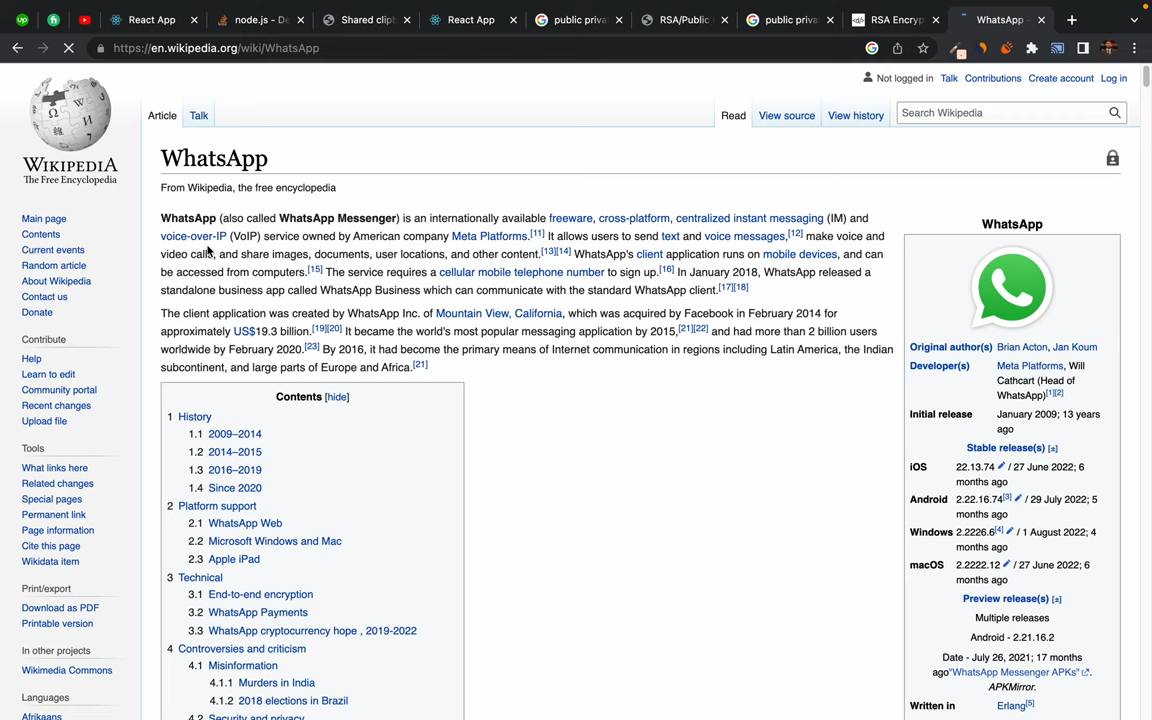 React App
node.js - De
Shared clip
React App
public priva
RSA/Public
public priva
RSA Encryp
WhatsApp -
https://en.wikipedia.org/wiki/WhatsApp
Not logged in Talk Contributions Create account Log in
Article Talk Read View source View history Search Wikipedia
WIKIPEDIA
The Free Encyclopedia
Main page
Contents
Current events
Random article
About Wikipedia
Contact us
Donate
Contribute
Help
Learn to edit
Community portal
Recent changes
Upload file
Tools
What links here
Related changes
Special pages
Permanent link
Page information
Cite this page
Wikidata item
Print/export
Download as PDF
Printable version
In other projects
Wikimedia Commons
Languages
Afrikaans
WhatsApp
From Wikipedia, the free encyclopedia
WhatsApp (also called WhatsApp Messenger) is an internationally available freeware, cross-platform, centralized instant messaging (IM) and
voice-over-IP (VoIP) service owned by American company Meta Platforms.[11] It allows users to send text and voice messages,[12] make voice and
video calls, and share images, documents, user locations, and other content.[13][14] WhatsApp's client application runs on mobile devices, and can
be accessed from computers.[15] The service requires a cellular mobile telephone number to sign up.[16] In January 2018, WhatsApp released a
standalone business app called WhatsApp Business which can communicate with the standard WhatsApp client.[17][18]
The client application was created by WhatsApp Inc. of Mountain View, California, which was acquired by Facebook in February 2014 for
approximately US$19.3 billion.[19][20] It became the world's most popular messaging application by 2015,[21][22] and had more than 2 billion users
worldwide by February 2020.[23] By 2016, it had become the primary means of Internet communication in regions including Latin America, the Indian
subcontinent, and large parts of Europe and Africa.[21]
Contents [hide]
1 History
1.1 2009–2014
1.2 2014–2015
1.3 2016–2019
1.4 Since 2020
2 Platform support
2.1 WhatsApp Web
2.2 Microsoft Windows and Mac
2.3 Apple iPad
3 Technical
3.1 End-to-end encryption
3.2 WhatsApp Payments
3.3 WhatsApp cryptocurrency hope , 2019-2022
4 Controversies and criticism
4.1 Misinformation
4.1.1 Murders in India
4.1.2 2018 elections in Brazil
4.2 Security and privacy
WhatsApp
Original author(s) Brian Acton, Jan Koum
Developer(s) Meta Platforms, Will
Cathcart (Head of
WhatsApp)[1][2]
Initial release January 2009; 13 years
ago
Stable release(s) [±]
iOS 22.13.74 / 27 June 2022; 6
months ago
Android 2.22.16.74[3] / 29 July 2022; 5
months ago
Windows 2.2226.6[4] / 1 August 2022; 4
months ago
macOS 2.2222.12 / 27 June 2022; 6
months ago
Preview release(s) [±]
Multiple releases
Android - 2.21.16.2
Date - July 26, 2021; 17 months
ago"WhatsApp Messenger APKs".
APKMirror.
Written in Erlang[5]